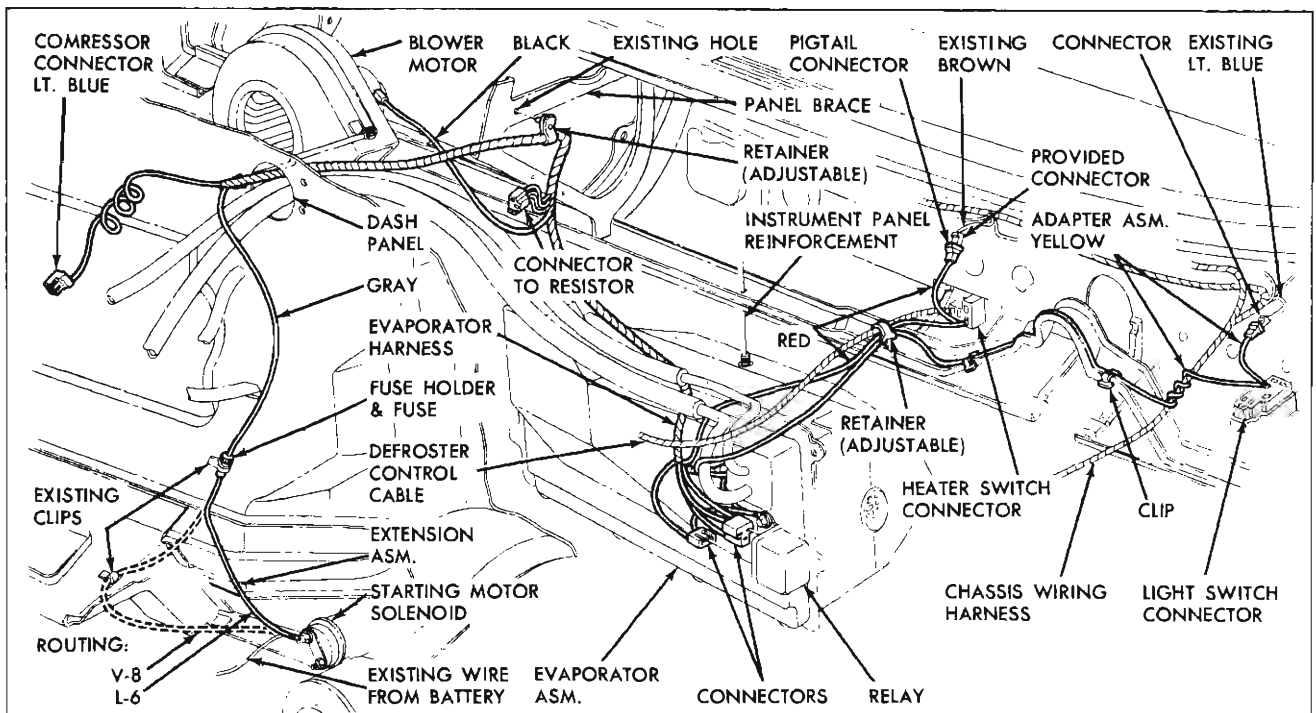 COMRESSOR
CONNECTOR
LT. BLUE
BLOWER
MOTOR
BLACK
EXISTING HOLE
PANEL BRACE
PIGTAIL
CONNECTOR
EXISTING
BROWN
CONNECTOR
EXISTING
LT. BLUE
RETAINER
(ADJUSTABLE)
PROVIDED
CONNECTOR
DASH
PANEL
INSTRUMENT PANEL
REINFORCEMENT
ADAPTER ASM.
YELLOW
GRAY
CONNECTOR
TO RESISTOR
EVAPORATOR
HARNESS
RED
FUSE HOLDER
& FUSE
RETAINER
(ADJUSTABLE)
DEFROSTER
CONTROL
CABLE
EXISTING
CLIPS
HEATER SWITCH
CONNECTOR
CLIP
EXTENSION
ASM.
STARTING MOTOR
SOLENOID
CHASSIS WIRING
HARNESS
LIGHT SWITCH
CONNECTOR
ROUTING:
V-8
L-6
EXISTING WIRE
FROM BATTERY
EVAPORATOR
ASM.
CONNECTORS
RELAY